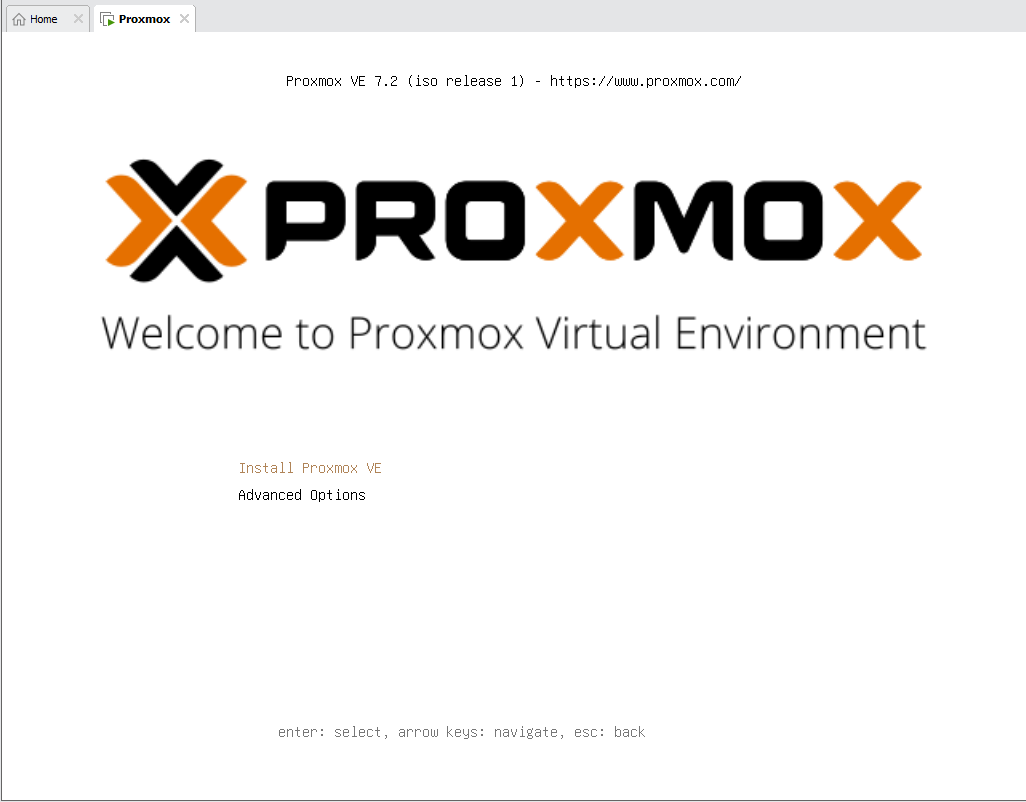 Home
Proxmox
Proxmox VE 7.2 (iso release 1) - https://www.proxmox.com/
PROXMOX
Welcome to Proxmox Virtual Environment
Install Proxmox VE
Advanced Options
enter: select, arrow keys: navigate, esc: back